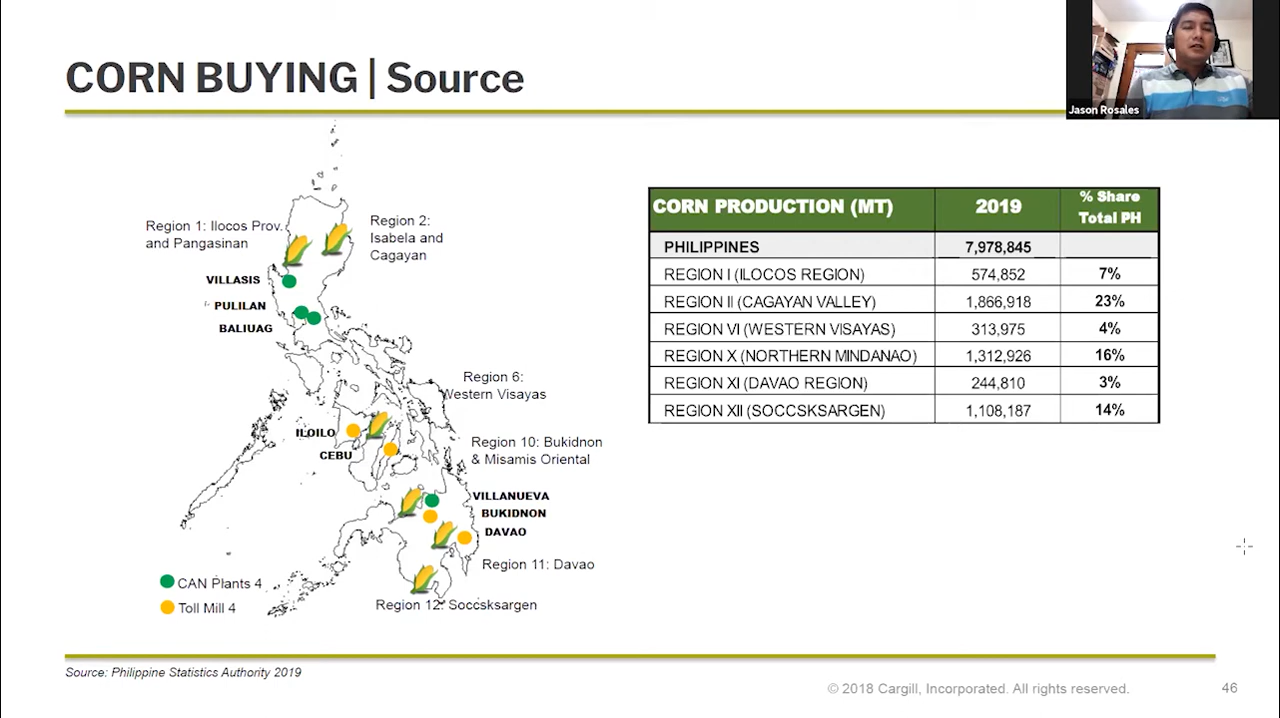 CORN BUYING | Source
Jason Rosales
Region 1: Ilocos Prov.
and Pangasinan
Region 2:
Isabela and
Cagayan
VILLASIS
PULILAN
BALIUAG
Region 6:
Western Visayas
ILOILO
CEBU
Region 10: Bukidnon
& Misamis Oriental
VILLANUEVA
BUKIDNON
DAVAO
Region 11: Davao
Region 12: Soccsksargen
CAN Plants 4
Toll Mill 4
CORN PRODUCTION (MT) 2019 % Share Total PH
PHILIPPINES 7,978,845
REGION I (ILOCOS REGION) 574,852 7%
REGION II (CAGAYAN VALLEY) 1,866,918 23%
REGION VI (WESTERN VISAYAS) 313,975 4%
REGION X (NORTHERN MINDANAO) 1,312,926 16%
REGION XI (DAVAO REGION) 244,810 3%
REGION XII (SOCCSKSARGEN) 1,108,187 14%
Source: Philippine Statistics Authority 2019
© 2018 Cargill, Incorporated. All rights reserved.
46